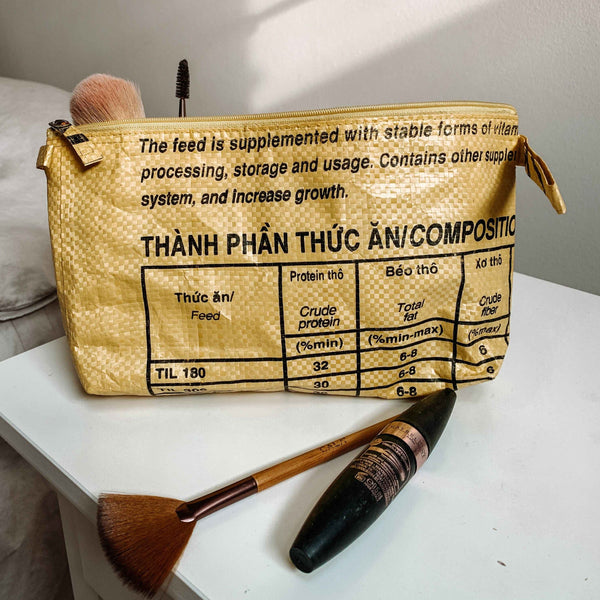 The feed is supplemented with stable forms of vitam
processing, storage and usage. Contains other supple
system, and increase growth.
THÀNH PHẦN THỨC ĂN/COMPOSITIO
Thức ăn/
Feed
Protein thô
Crude
protein
(%min)
Béo thô
Total
fat
(%min-max)
Xơ thô
Crude
fiber
(%max)
TIL 180 32 6-8 6
30 6-8
6-8